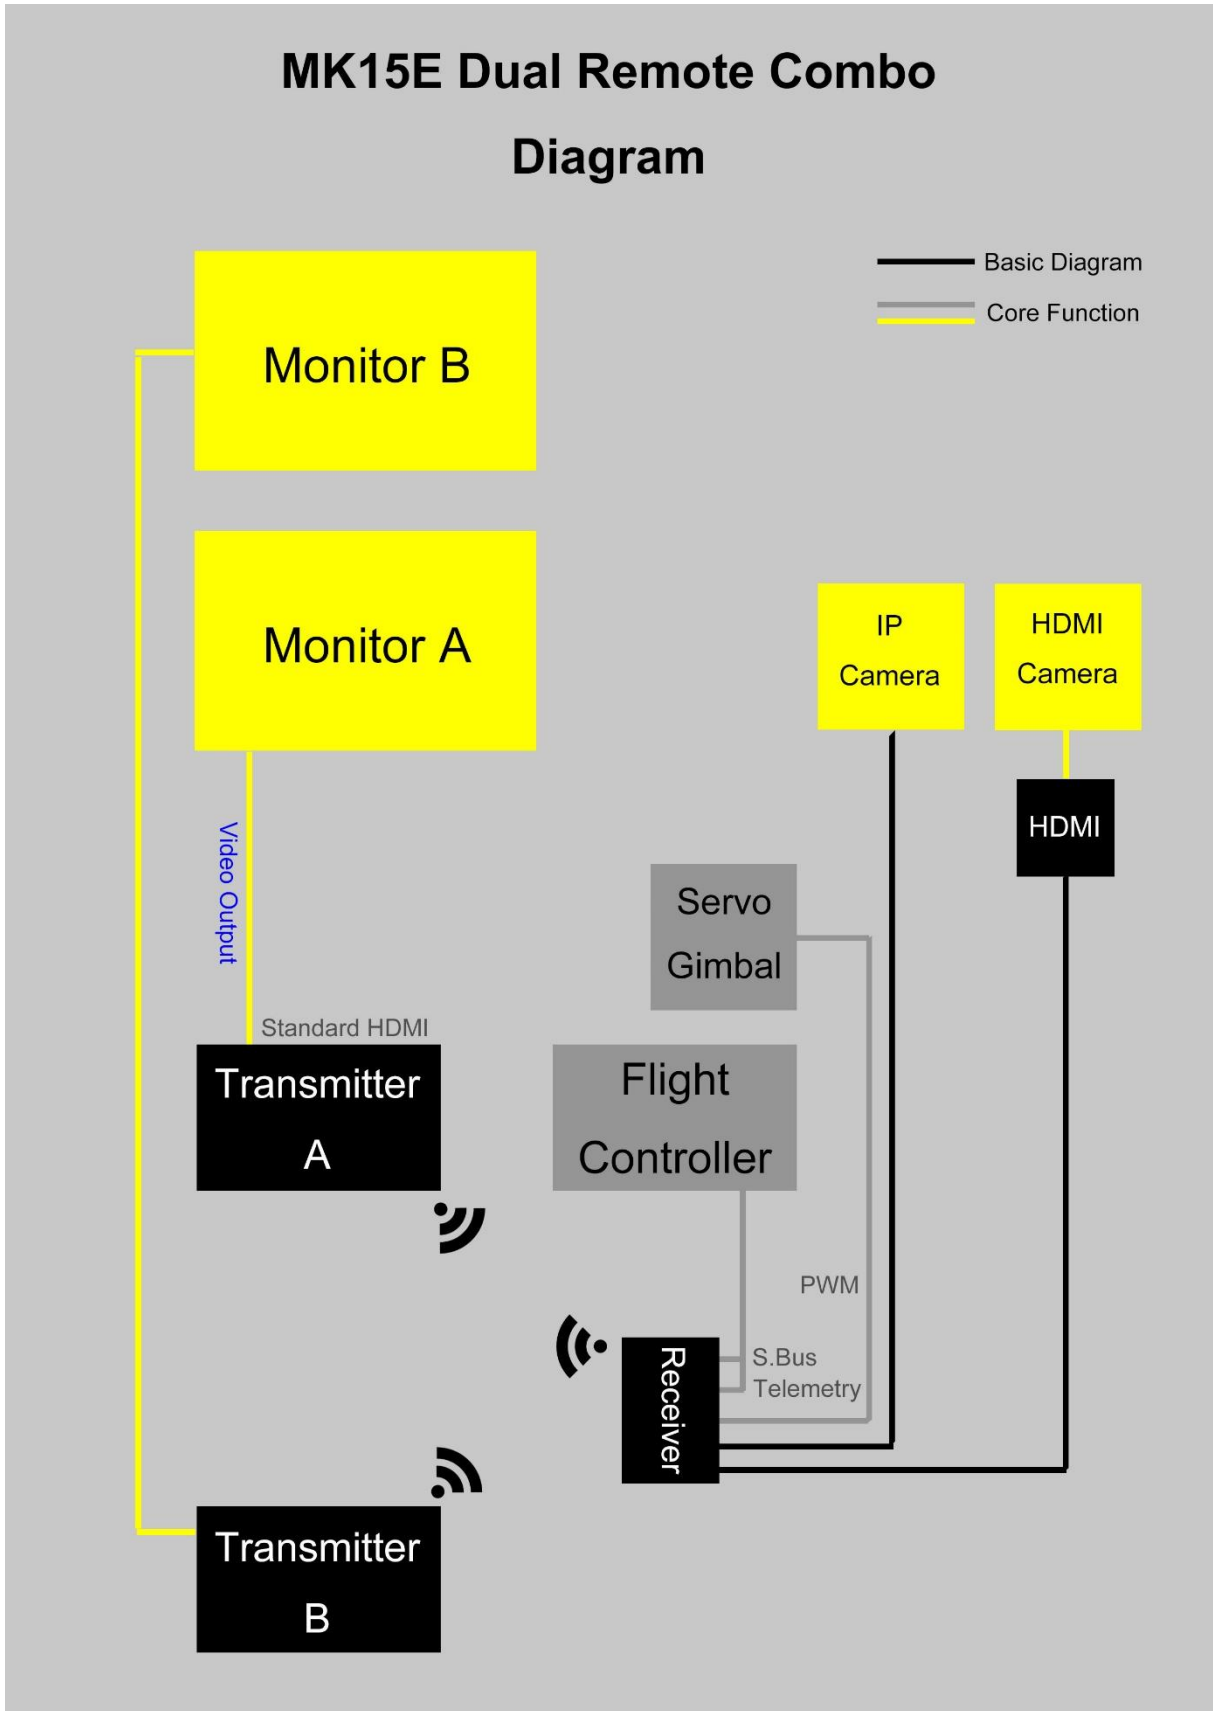 MK15E Dual Remote Combo
Diagram
Basic Diagram
Core Function
Monitor B
Monitor A
IP
Camera
HDMI
Camera
HDMI
Video Output
Servo
Gimbal
Standard HDMI
Transmitter
A
Flight
Controller
PWM
Receiver
S.Bus
Telemetry
Transmitter
B